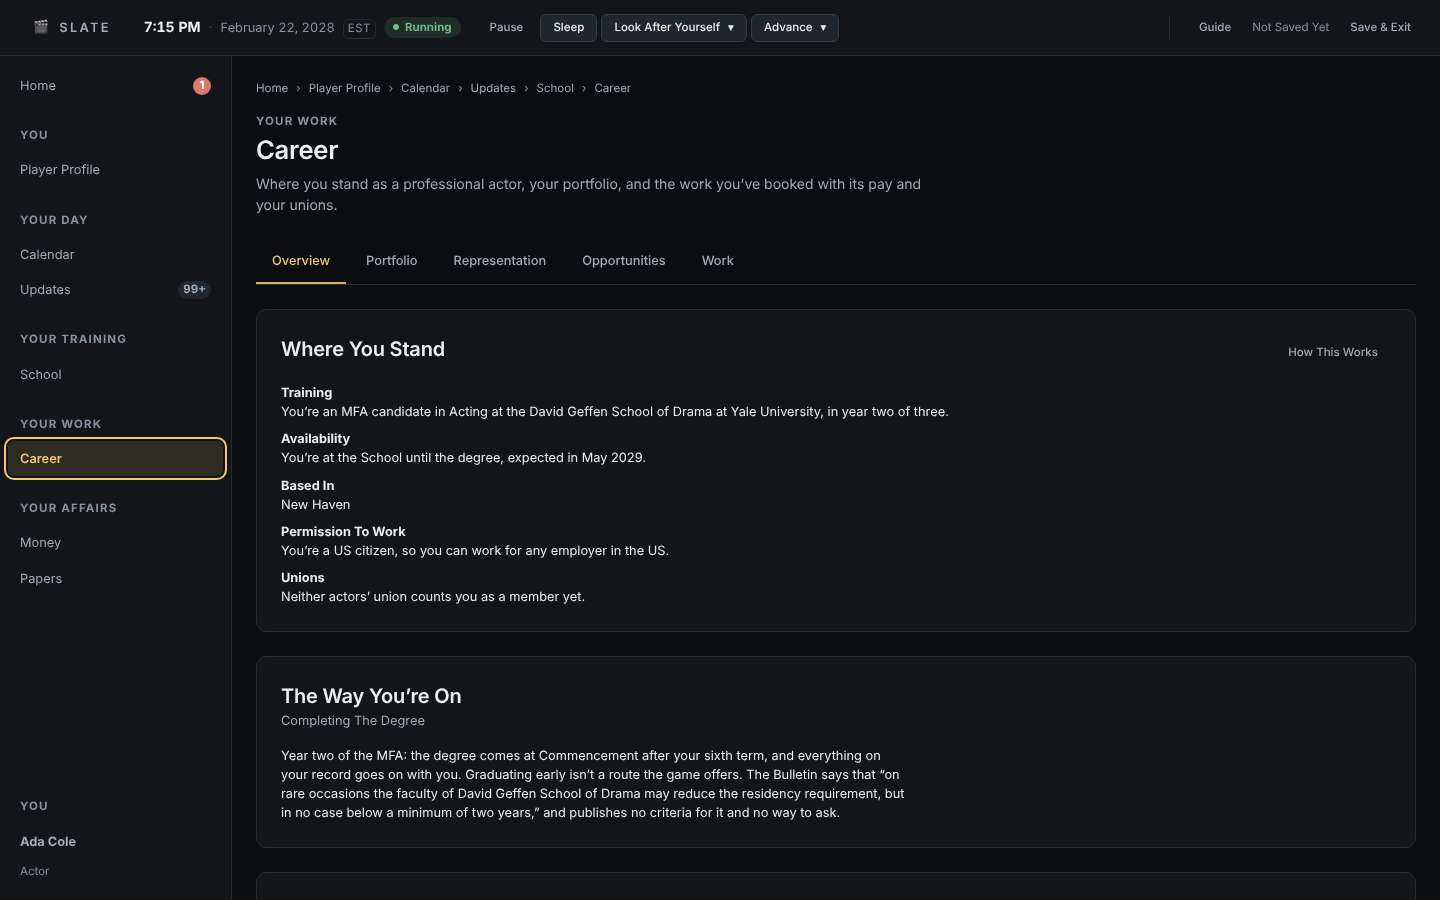 SLATE
7:15 PM · February 22, 2028 EST Running
Pause
Sleep
Look After Yourself ▾
Advance ▾
Guide
Not Saved Yet
Save & Exit
Home 1
YOU
Player Profile
YOUR DAY
Calendar
Updates 99+
YOUR TRAINING
School
YOUR WORK
Career
YOUR AFFAIRS
Money
Papers
YOU
Ada Cole
Actor
Home › Player Profile › Calendar › Updates › School › Career
YOUR WORK
Career
Where you stand as a professional actor, your portfolio, and the work you’ve booked with its pay and
your unions.
Overview
Portfolio
Representation
Opportunities
Work
Where You Stand
How This Works
Training
You’re an MFA candidate in Acting at the David Geffen School of Drama at Yale University, in year two of three.
Availability
You’re at the School until the degree, expected in May 2029.
Based In
New Haven
Permission To Work
You’re a US citizen, so you can work for any employer in the US.
Unions
Neither actors’ union counts you as a member yet.
The Way You’re On
Completing The Degree
Year two of the MFA: the degree comes at Commencement after your sixth term, and everything on
your record goes on with you. Graduating early isn’t a route the game offers. The Bulletin says that “on
rare occasions the faculty of David Geffen School of Drama may reduce the residency requirement, but
in no case below a minimum of two years,” and publishes no criteria for it and no way to ask.